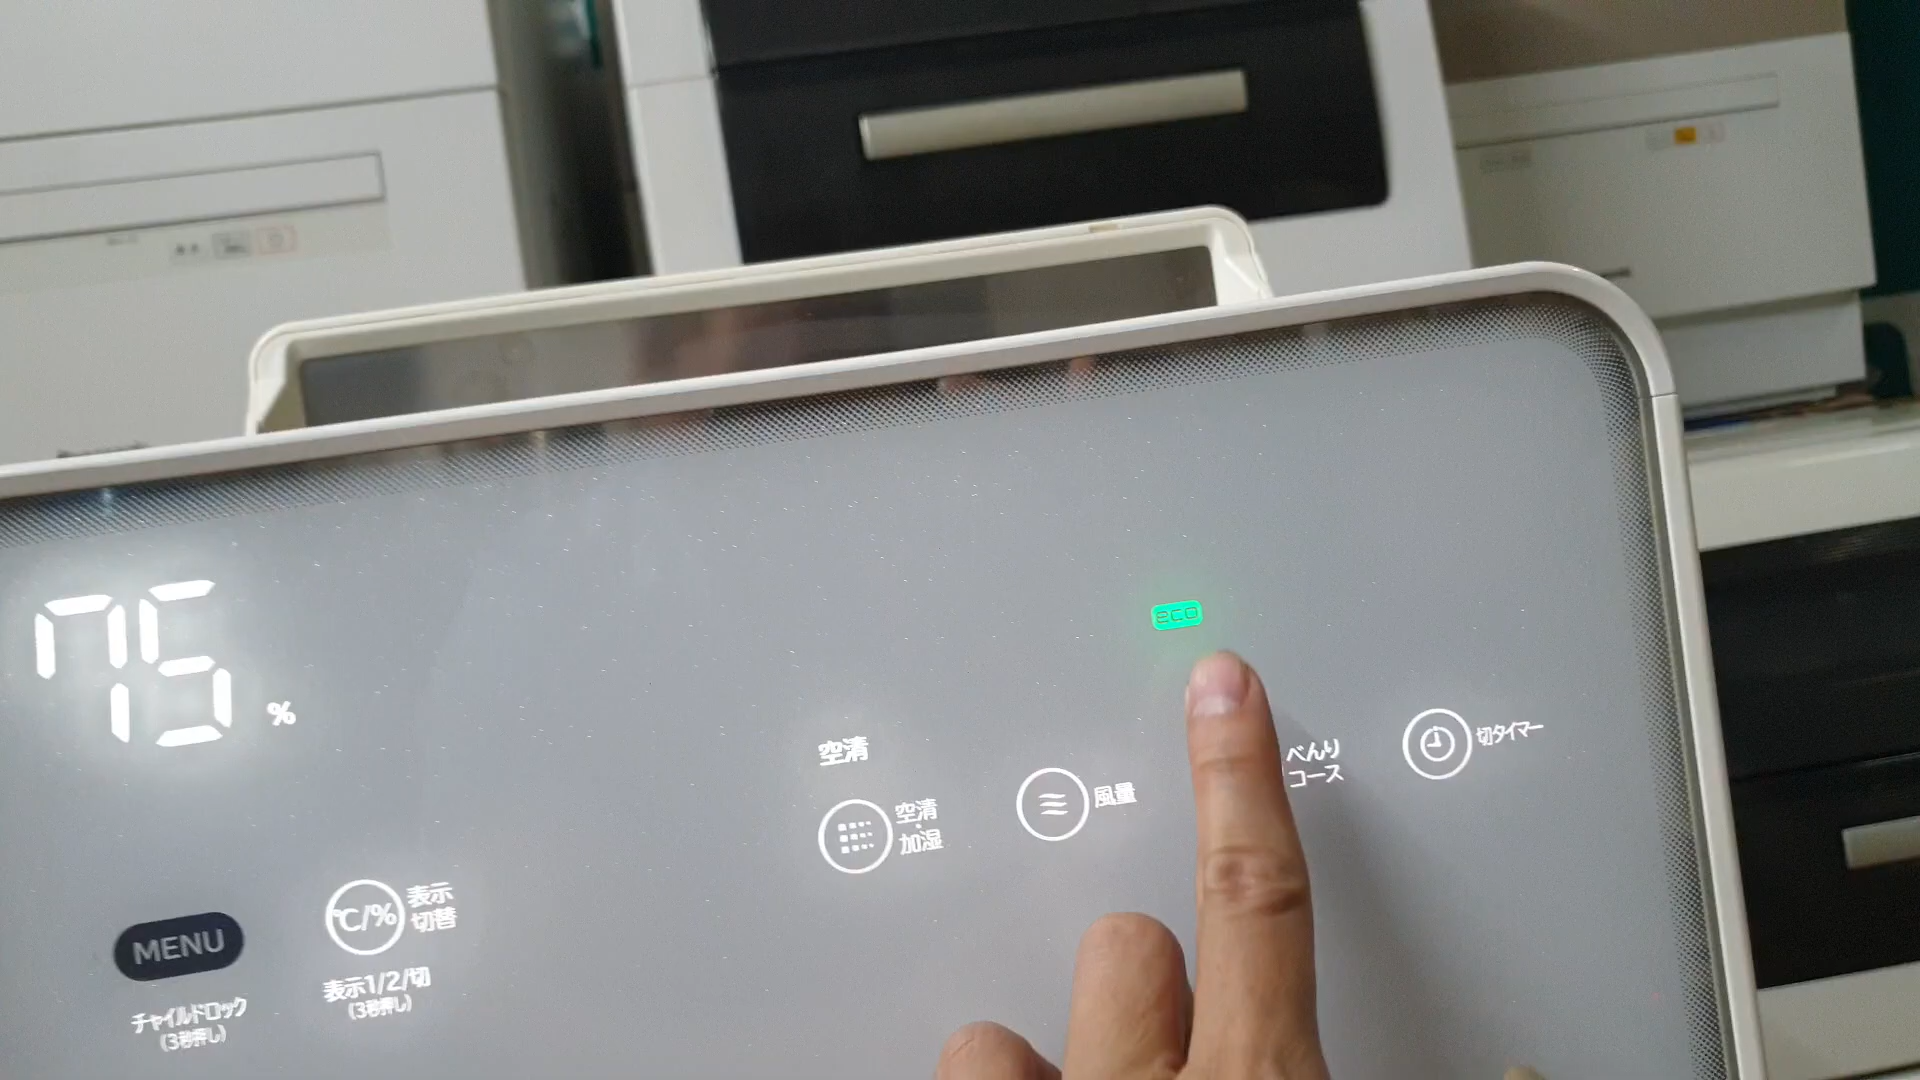 75 %
eco
空清
空清・
加湿
風量
べんり
コース
切タイマー
MENU
チャイルドロック
(3秒押し)
℃/%
表示
切替
表示1/2/切
(3秒押し)